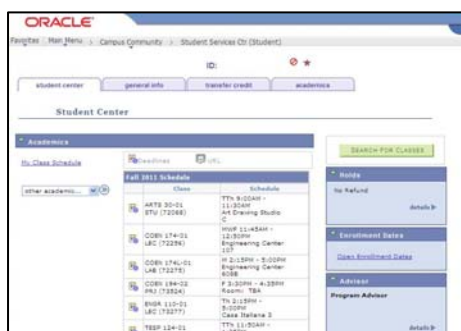 ORACLE
Favorites Main Menu > Campus Community > Student Services Ctr (Student)
ID:
student center
general info
transfer credit
academics
Student Center
Academics
SEARCH FOR CLASSES
My Class Schedule
Deadlines
URL
other academic...
Fall 2011 Schedule
Class
Schedule
ARTS 30-01
STU (72068)
TTh 9:00AM -
11:30AM
Art Drawing Studio
C
COEN 174-01
LEC (72256)
MWF 11:45AM -
12:50PM
Engineering Center
107
COEN 174L-01
LAB (72275)
M 2:15PM - 5:00PM
Engineering Center
COEN 194-02
PRJ (73524)
F 3:30PM - 4:35PM
Room: TBA
ENGR 110-01
LEC (73277)
Th 2:15PM -
5:00PM
Casa Italiana 3
TESP 124-01
TTh 11:50AM -
Holds
No Refund
details
Enrollment Dates
Open Enrollment Dates
Advisor
Program Advisor
details